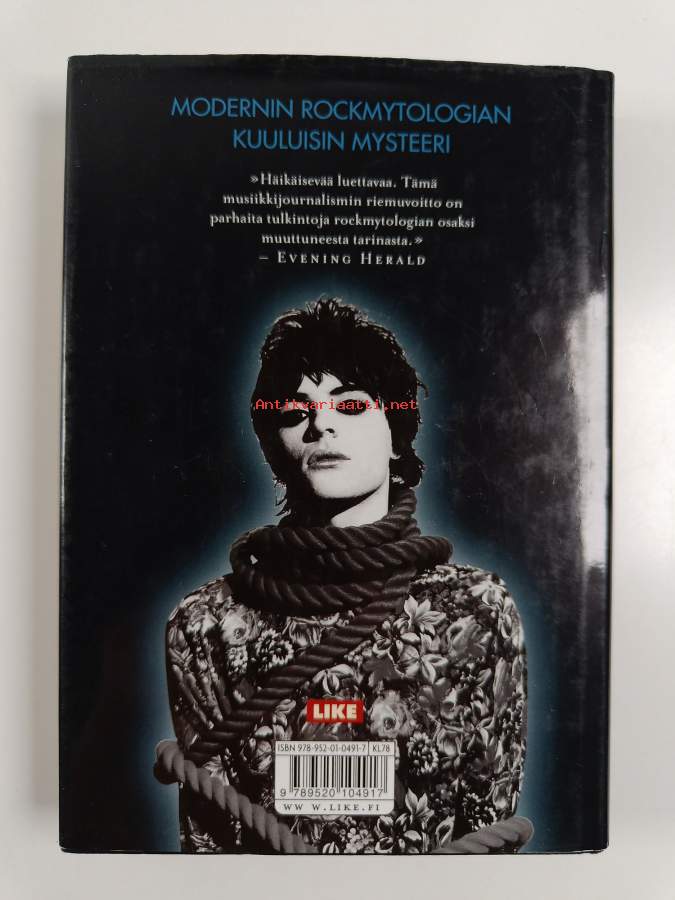 MODERNIN ROCKMYTOLOGIAN
KUULUISIN MYSTEERI
»Häikäisevää luettavaa. Tämä
musiikkijournalismin riemuvoitto on
parhaita tulkintoja rockmytologian osaksi
muuttuneesta tarinasta.»
– EVENING HERALD
Antikvariaatti.net
LIKE
ISBN 978-952-01-0491-7 KL78
9 789520 104917
WW W.LIKE.FI